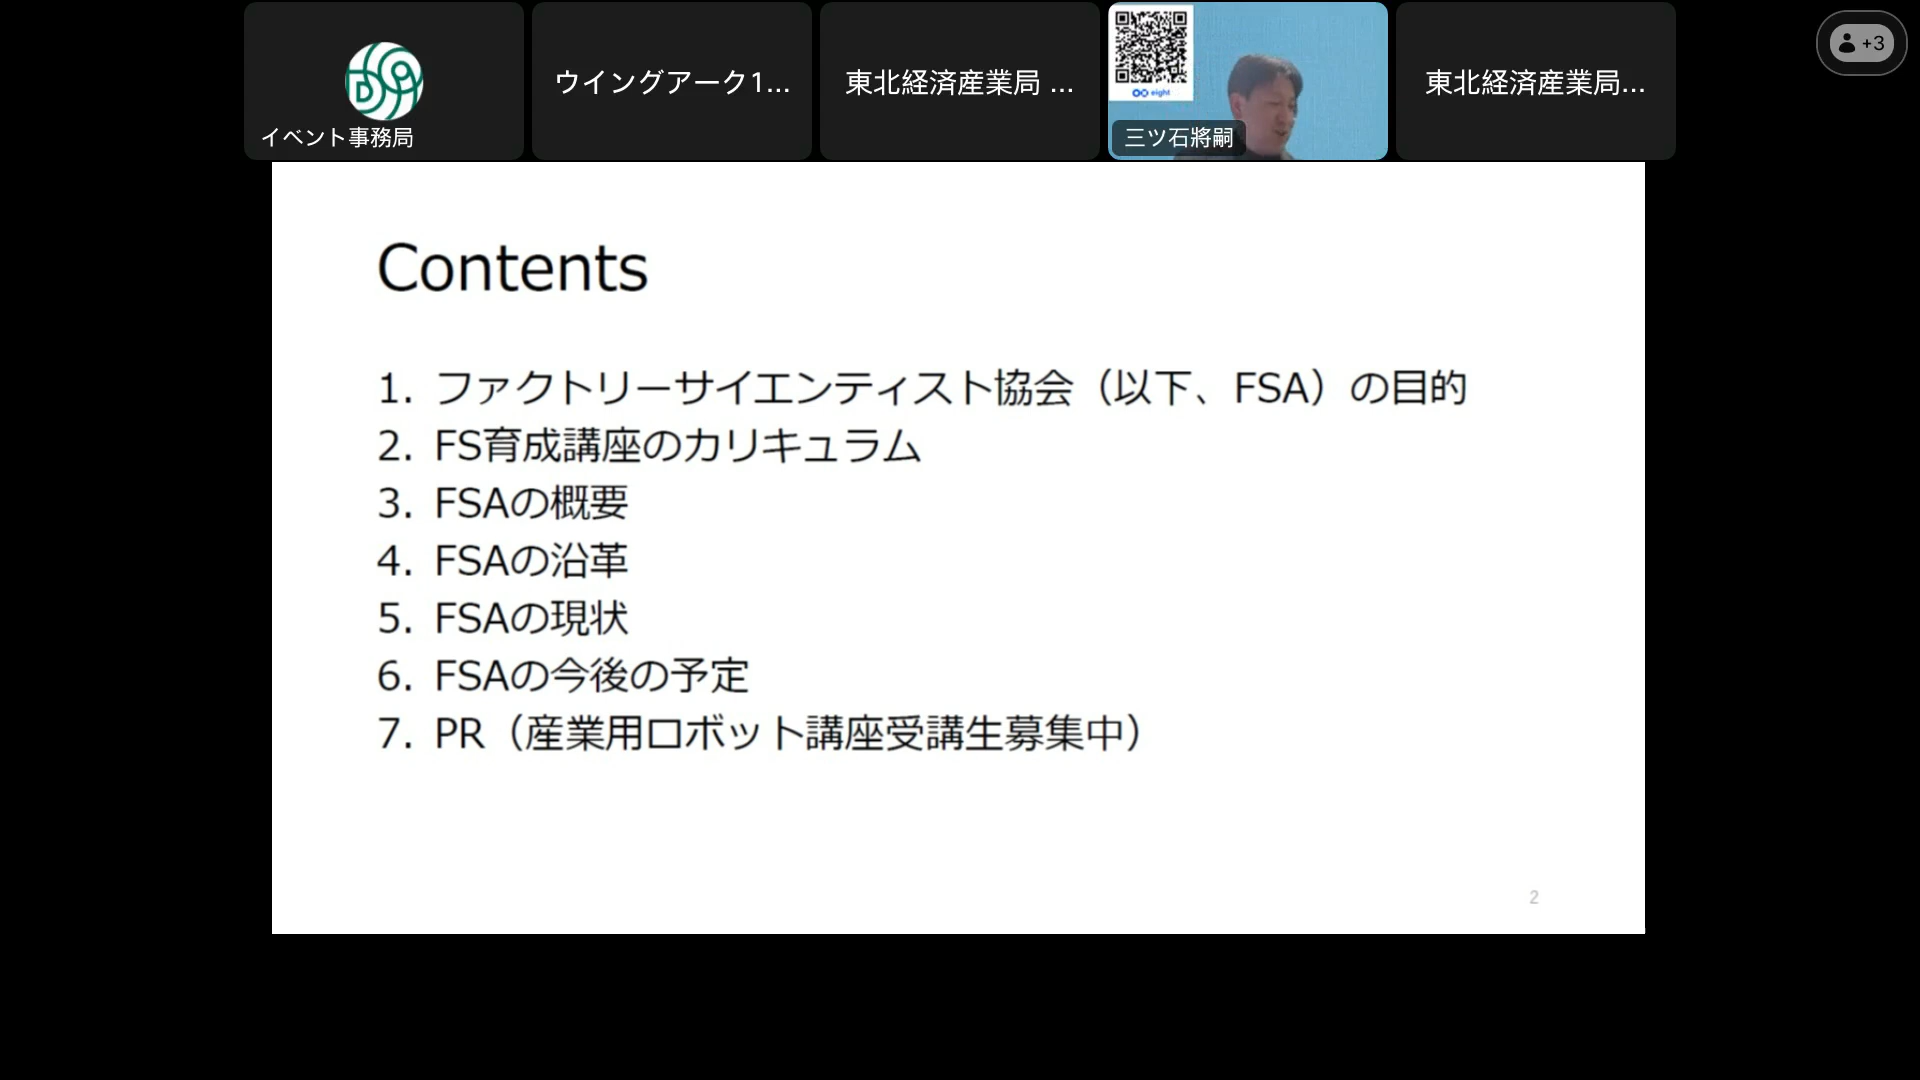 ウイングアーク1...
東北経済産業局 ...
東北経済産業局...
+3
eight
イベント事務局
三ツ石將嗣
Contents
1. ファクトリーサイエンティスト協会（以下、FSA）の目的
2. FS育成講座のカリキュラム
3. FSAの概要
4. FSAの沿革
5. FSAの現状
6. FSAの今後の予定
7. PR（産業用ロボット講座受講生募集中）
2